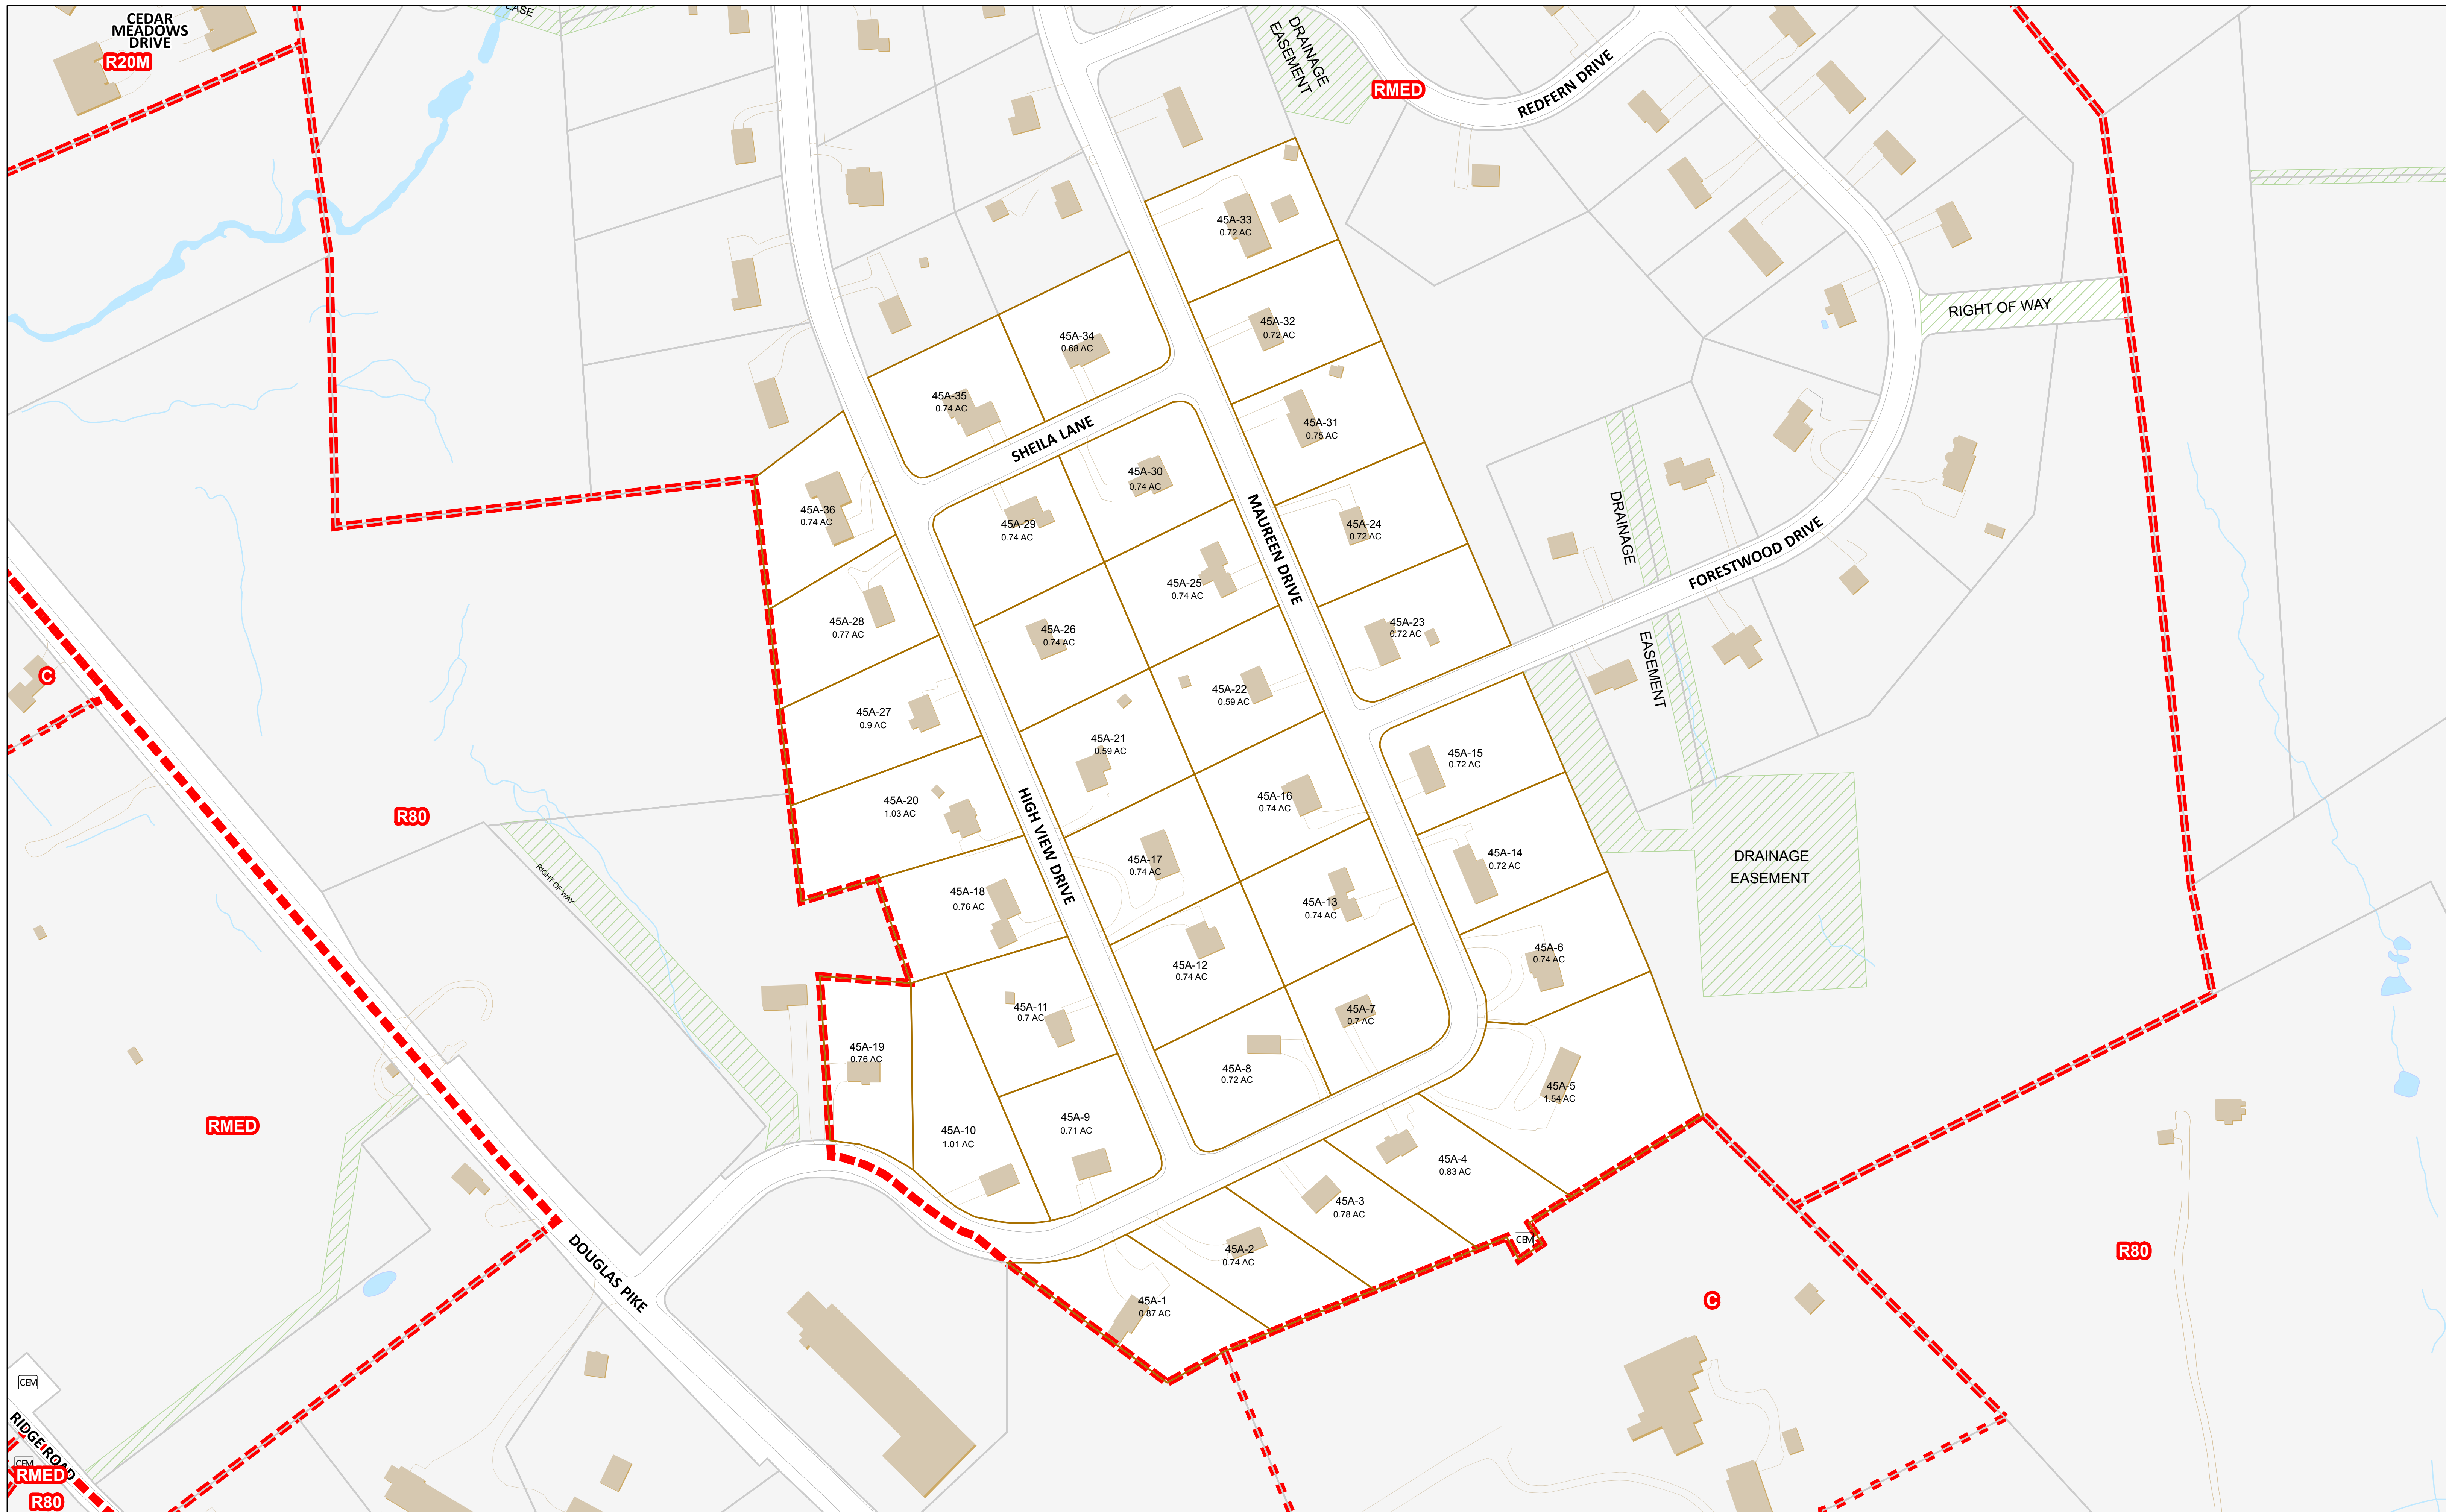 CEDAR
MEADOWS
DRIVE
R20M
EASE
DRAINAGE
EASEMENT
RMED
REDFERN DRIVE
45A-33
0.72 AC
RIGHT OF WAY
45A-32
0.72 AC
45A-34
0.68 AC
45A-35
0.74 AC
45A-31
0.75 AC
SHEILA LANE
45A-30
0.74 AC
45A-36
0.74 AC
45A-29
0.74 AC
MAUREEN DRIVE
45A-24
0.72 AC
DRAINAGE
FORESTWOOD DRIVE
45A-25
0.74 AC
45A-28
0.77 AC
45A-26
0.74 AC
45A-23
0.72 AC
EASEMENT
C
45A-27
0.9 AC
45A-22
0.59 AC
45A-21
0.59 AC
45A-15
0.72 AC
R80
45A-20
1.03 AC
HIGH VIEW DRIVE
45A-16
0.74 AC
RIGHT OF WAY
45A-18
0.76 AC
45A-17
0.74 AC
45A-14
0.72 AC
DRAINAGE
EASEMENT
45A-13
0.74 AC
45A-6
0.74 AC
45A-12
0.74 AC
45A-11
0.7 AC
45A-7
0.7 AC
45A-19
0.76 AC
45A-8
0.72 AC
45A-5
1.54 AC
RMED
45A-10
1.01 AC
45A-9
0.71 AC
45A-4
0.83 AC
45A-3
0.78 AC
CEM
45A-2
0.74 AC
R80
DOUGLAS PIKE
45A-1
0.87 AC
C
CEM
RIDGE ROAD
CEM
RMED
R80